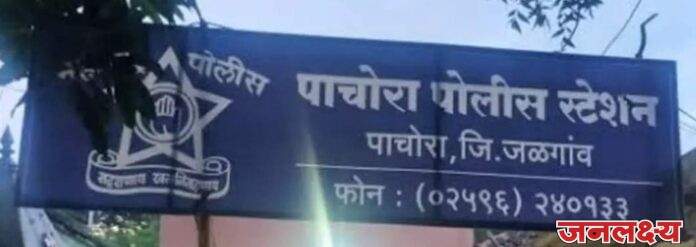 पोलीस
पाचोरा पोलीस स्टेशन
पाचोरा, जि.जळगांव
फोन : (०२५९६) २४०१३३
जनलक्ष्य